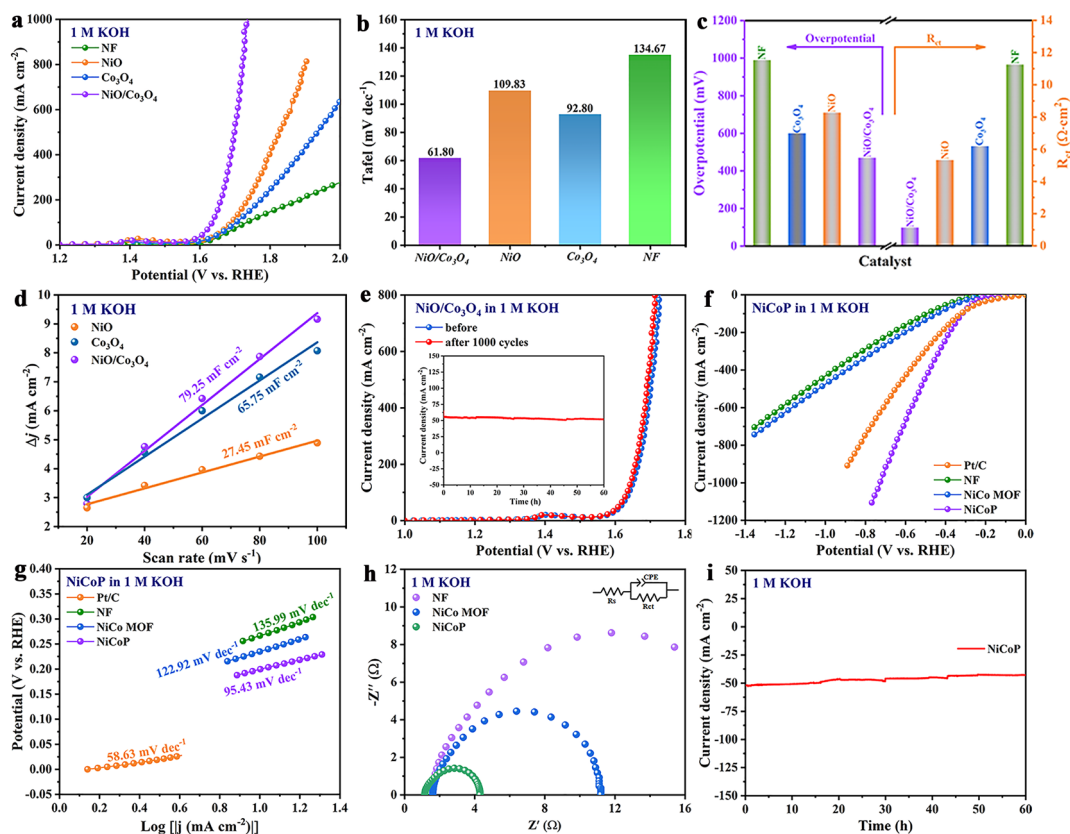 a
1 M KOH
NF
NiO
Co₃O₄
NiO/Co₃O₄
Current density (mA cm⁻²)
1000
800
600
400
200
0
1.2 1.4 1.6 1.8 2.0
Potential (V vs. RHE)
b
1 M KOH
Tafel (mV dec⁻¹)
160
140
120
100
80
60
40
20
0
61.80
109.83
92.80
134.67
NiO/Co₃O₄ NiO Co₃O₄ NF
c
Overpotential
R_ct
Overpotential (mV)
1200
1000
800
600
400
200
0
NF
Co₃O₄
NiO
NiO/Co₃O₄
NiO/Co₃O₄
NiO
Co₃O₄
NF
14
12
10
8
6
4
2
0
R_ct (Ω·cm²)
Catalyst
d
1 M KOH
NiO
Co₃O₄
NiO/Co₃O₄
Δj (mA cm⁻²)
10
9
8
7
6
5
4
3
2
79.25 mF cm⁻²
65.75 mF cm⁻²
27.45 mF cm⁻²
20 40 60 80 100
Scan rate (mV s⁻¹)
e
NiO/Co₃O₄ in 1 M KOH
before
after 1000 cycles
Current density (mA cm⁻²)
800
600
400
200
0
Current density (mA cm⁻²)
150
125
100
75
50
25
0
-25
-50
0 10 20 30 40 50 60
Time (h)
1.0 1.2 1.4 1.6 1.8
Potential (V vs. RHE)
f
NiCoP in 1 M KOH
Pt/C
NF
NiCo MOF
NiCoP
Current density (mA cm⁻²)
0
-200
-400
-600
-800
-1000
-1200
-1.4 -1.2 -1.0 -0.8 -0.6 -0.4 -0.2 0.0
Potential (V vs. RHE)
g
NiCoP in 1 M KOH
Pt/C
NF
NiCo MOF
NiCoP
Potential (V vs. RHE)
0.40
0.35
0.30
0.25
0.20
0.15
0.10
0.05
0.00
-0.05
135.99 mV dec⁻¹
122.92 mV dec⁻¹
95.43 mV dec⁻¹
58.63 mV dec⁻¹
0.0 0.2 0.4 0.6 0.8 1.0 1.2 1.4
Log [|j (mA cm⁻²)|]
h
1 M KOH
NF
NiCo MOF
NiCoP
CPE
Rs
Rct
-Z'' (Ω)
12
10
8
6
4
2
0
0 2 4 6 8 10 12 14 16
Z' (Ω)
i
1 M KOH
NiCoP
Current density (mA cm⁻²)
50
25
0
-25
-50
-75
-100
-125
-150
0 10 20 30 40 50 60
Time (h)